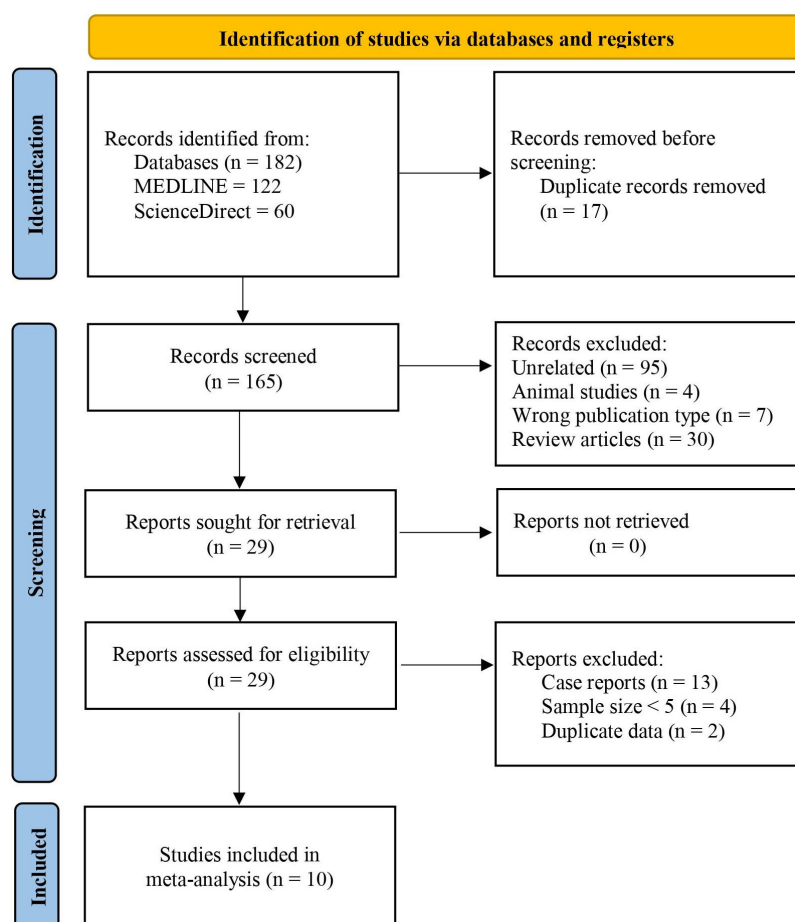 Identification of studies via databases and registers
Identification
Records identified from:
Databases (n = 182)
MEDLINE = 122
ScienceDirect = 60
Records removed before
screening:
Duplicate records removed
(n = 17)
Screening
Records screened
(n = 165)
Records excluded:
Unrelated (n = 95)
Animal studies (n = 4)
Wrong publication type (n = 7)
Review articles (n = 30)
Reports sought for retrieval
(n = 29)
Reports not retrieved
(n = 0)
Reports assessed for eligibility
(n = 29)
Reports excluded:
Case reports (n = 13)
Sample size < 5 (n = 4)
Duplicate data (n = 2)
Included
Studies included in
meta-analysis (n = 10)